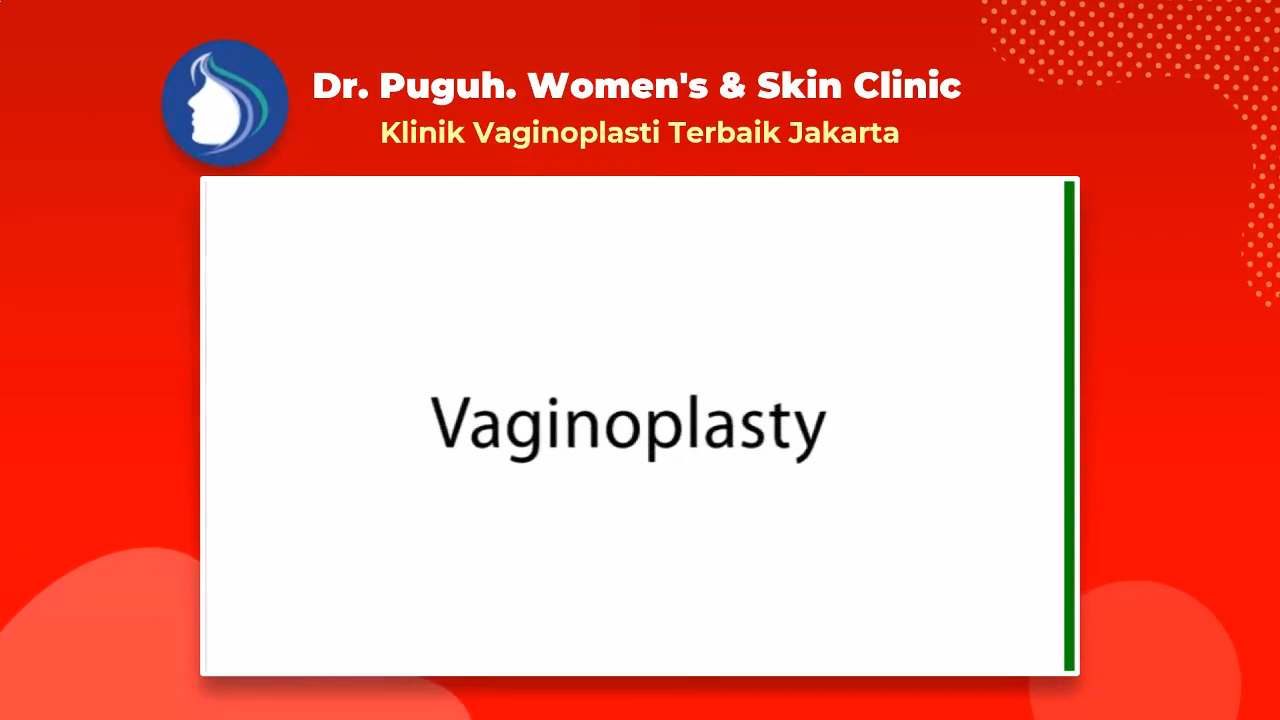 Dr. Puguh. Women's & Skin Clinic
Klinik Vaginoplasti Terbaik Jakarta
Vaginoplasty